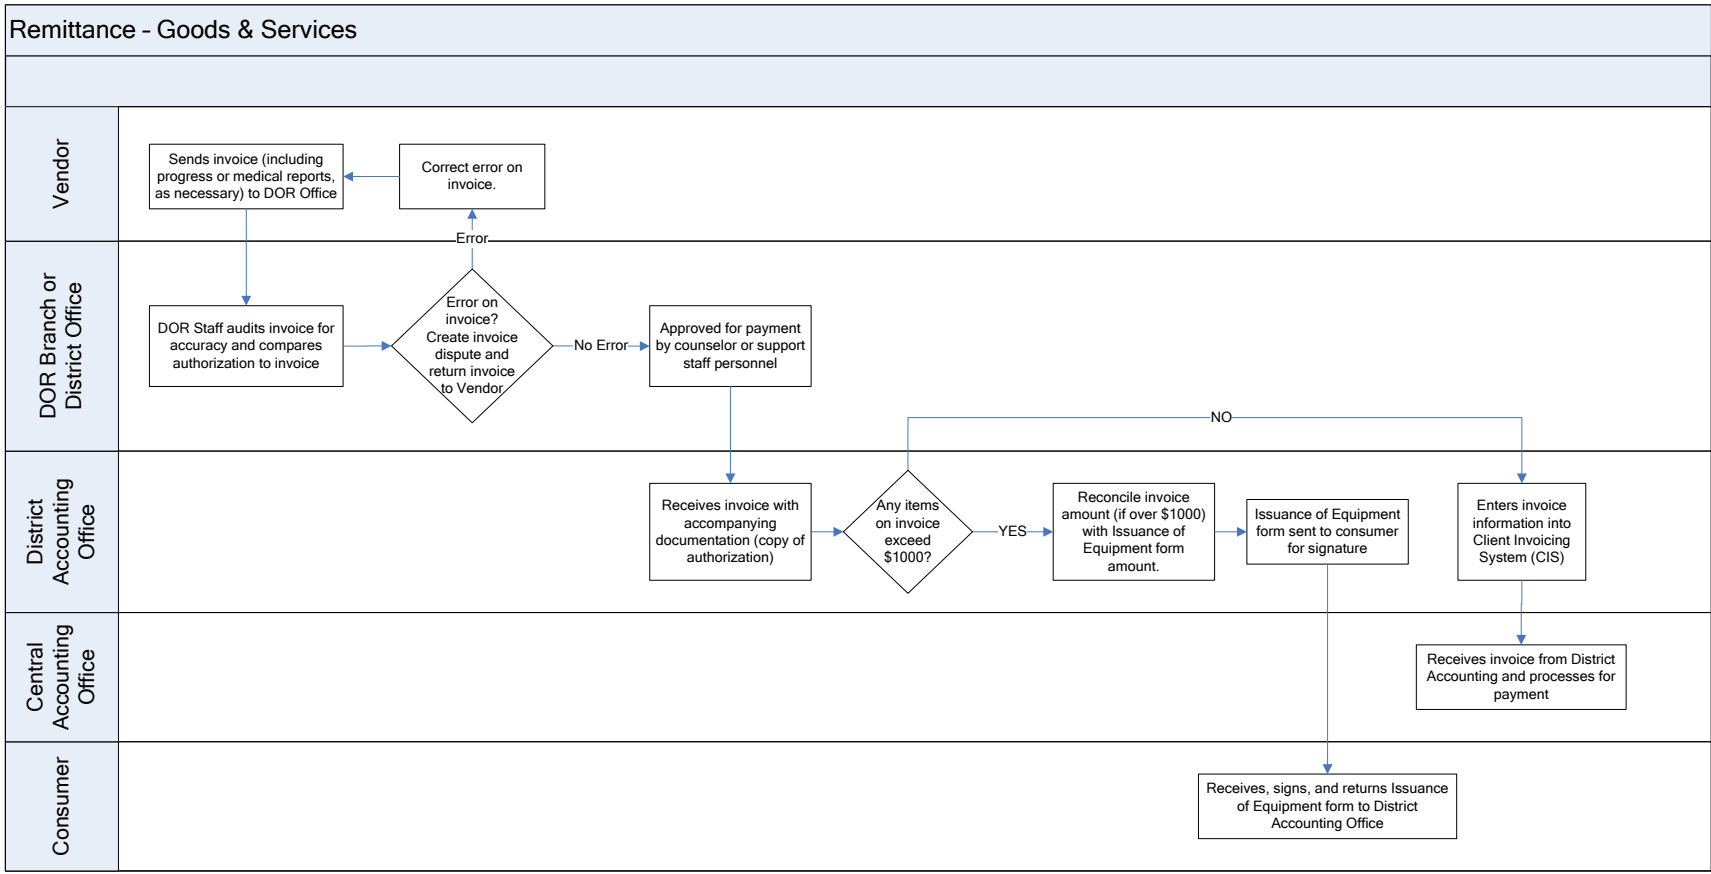 Remittance - Goods & Services
Vendor
Sends invoice (including
progress or medical reports,
as necessary) to DOR Office
Correct error on
invoice.
Error
DOR Branch or
District Office
DOR Staff audits invoice for
accuracy and compares
authorization to invoice
Error on
invoice?
Create invoice
dispute and
return invoice
to Vendor
No Error
Approved for payment
by counselor or support
staff personnel
NO
District
Accounting
Office
Receives invoice with
accompanying
documentation (copy of
authorization)
Any items
on invoice
exceed
$1000?
YES
Reconcile invoice
amount (if over $1000)
with Issuance of
Equipment form
amount.
Issuance of Equipment
form sent to consumer
for signature
Enters invoice
information into
Client Invoicing
System (CIS)
Central
Accounting
Office
Receives invoice from District
Accounting and processes for
payment
Consumer
Receives, signs, and returns Issuance
of Equipment form to District
Accounting Office